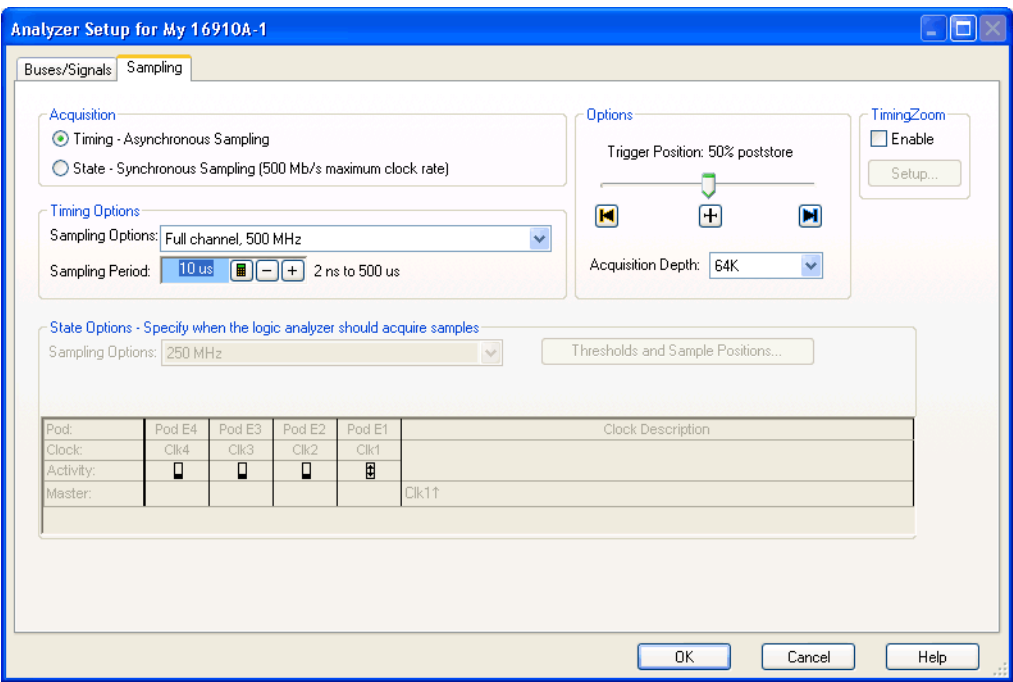 Analyzer Setup for My 16910A-1
Buses/Signals Sampling
Acquisition
Timing - Asynchronous Sampling
State - Synchronous Sampling (500 Mb/s maximum clock rate)
Options
Trigger Position: 50% poststore
Acquisition Depth: 64K
TimingZoom
Enable
Setup...
Timing Options
Sampling Options: Full channel, 500 MHz
Sampling Period: 10 us 2 ns to 500 us
State Options - Specify when the logic analyzer should acquire samples
Sampling Options: 250 MHz
Thresholds and Sample Positions...
Pod: Pod E4 Pod E3 Pod E2 Pod E1 Clock Description
Clock: Clk4 Clk3 Clk2 Clk1
Activity:
Master: Clk1↑
OK Cancel Help